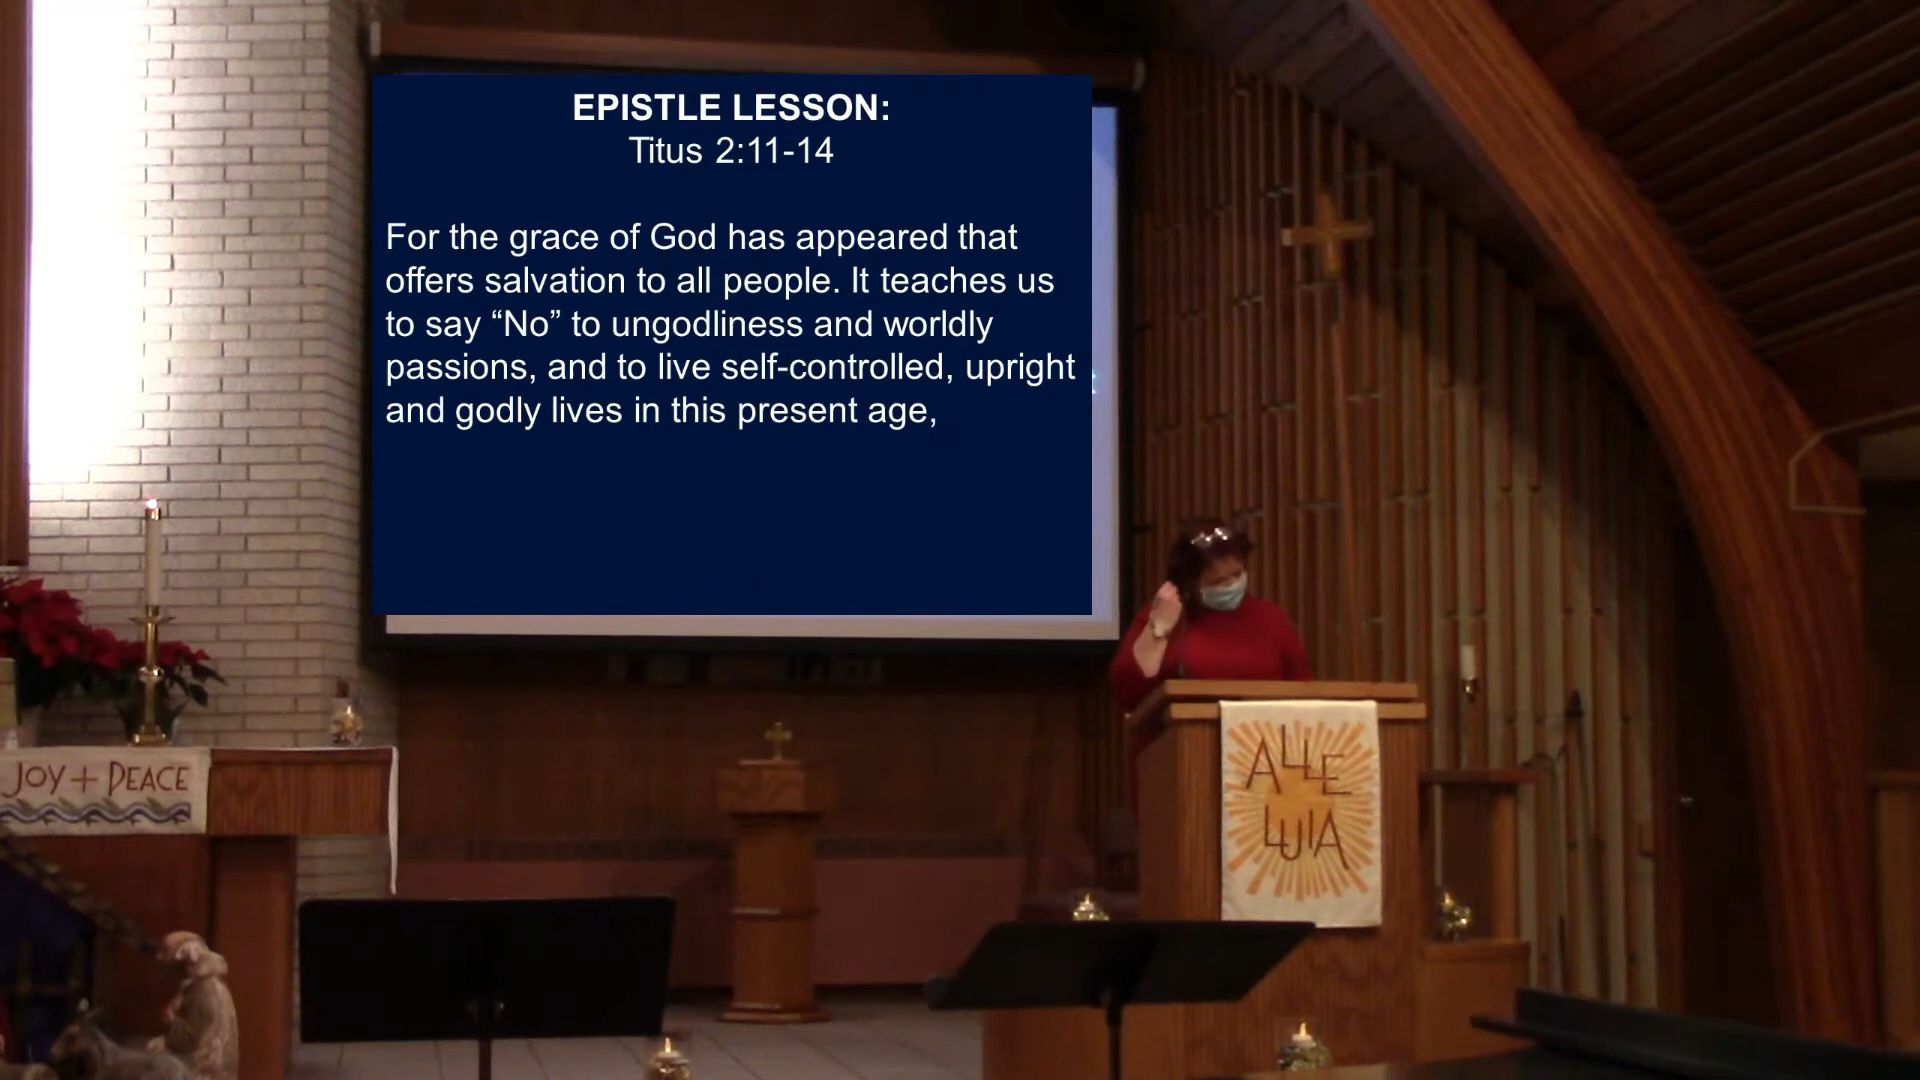 EPISTLE LESSON:
Titus 2:11-14
For the grace of God has appeared that
offers salvation to all people. It teaches us
to say “No” to ungodliness and worldly
passions, and to live self-controlled, upright
and godly lives in this present age,
JOY + PEACE
ALLE
LUIA